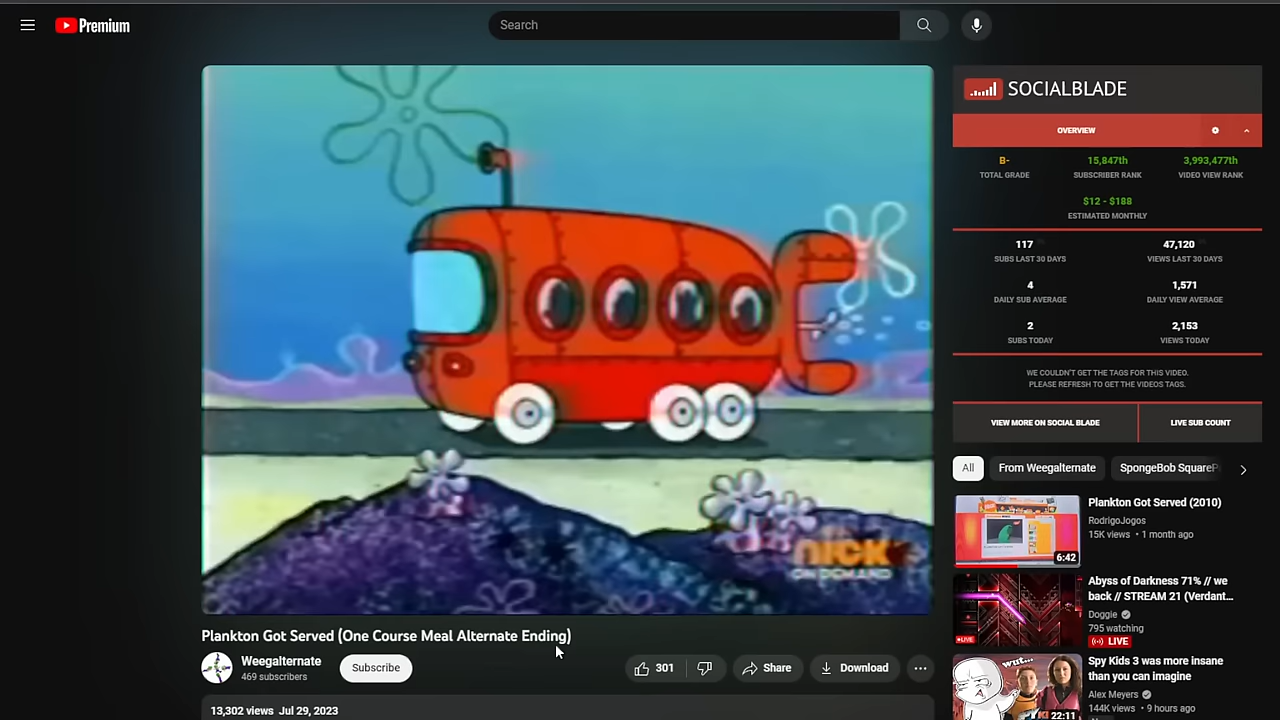 Premium
Search
nick
ON DEMAND
Plankton Got Served (One Course Meal Alternate Ending)
Weegalternate
469 subscribers
Subscribe
301
Share
Download
13,302 views Jul 29, 2023
SOCIALBLADE
OVERVIEW
B-
TOTAL GRADE
15,847th
SUBSCRIBER RANK
3,993,477th
VIDEO VIEW RANK
$12 - $188
ESTIMATED MONTHLY
117
SUBS LAST 30 DAYS
47,120
VIEWS LAST 30 DAYS
4
DAILY SUB AVERAGE
1,571
DAILY VIEW AVERAGE
2
SUBS TODAY
2,153
VIEWS TODAY
WE COULDN'T GET THE TAGS FOR THIS VIDEO.
PLEASE REFRESH TO GET THE VIDEOS TAGS.
VIEW MORE ON SOCIAL BLADE
LIVE SUB COUNT
All
From Weegalternate
SpongeBob SquareP
6:42
Plankton Got Served (2010)
RodrigoJogos
15K views • 1 month ago
LIVE
Abyss of Darkness 71% // we
back // STREAM 21 (Verdant...
Doggie
795 watching
LIVE
wut...
22:11
Spy Kids 3 was more insane
than you can imagine
Alex Meyers
144K views • 9 hours ago